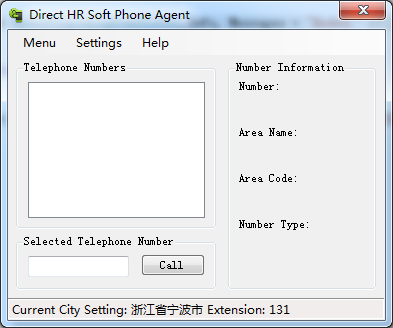 Direct HR Soft Phone Agent
Menu Settings Help
Telephone Numbers
Number Information
Number:
Area Name:
Area Code:
Number Type:
Selected Telephone Number
Call
Current City Setting: 浙江省宁波市 Extension: 131